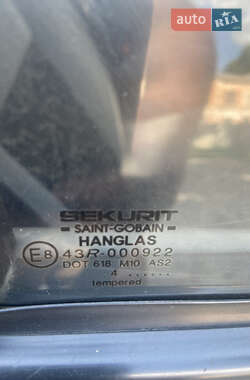 AUTO RIA
SEKURIT
SAINT-GOBAIN
HANGLAS
E8 43R-000922
DOT 618 M10 AS2
4 ......
tempered